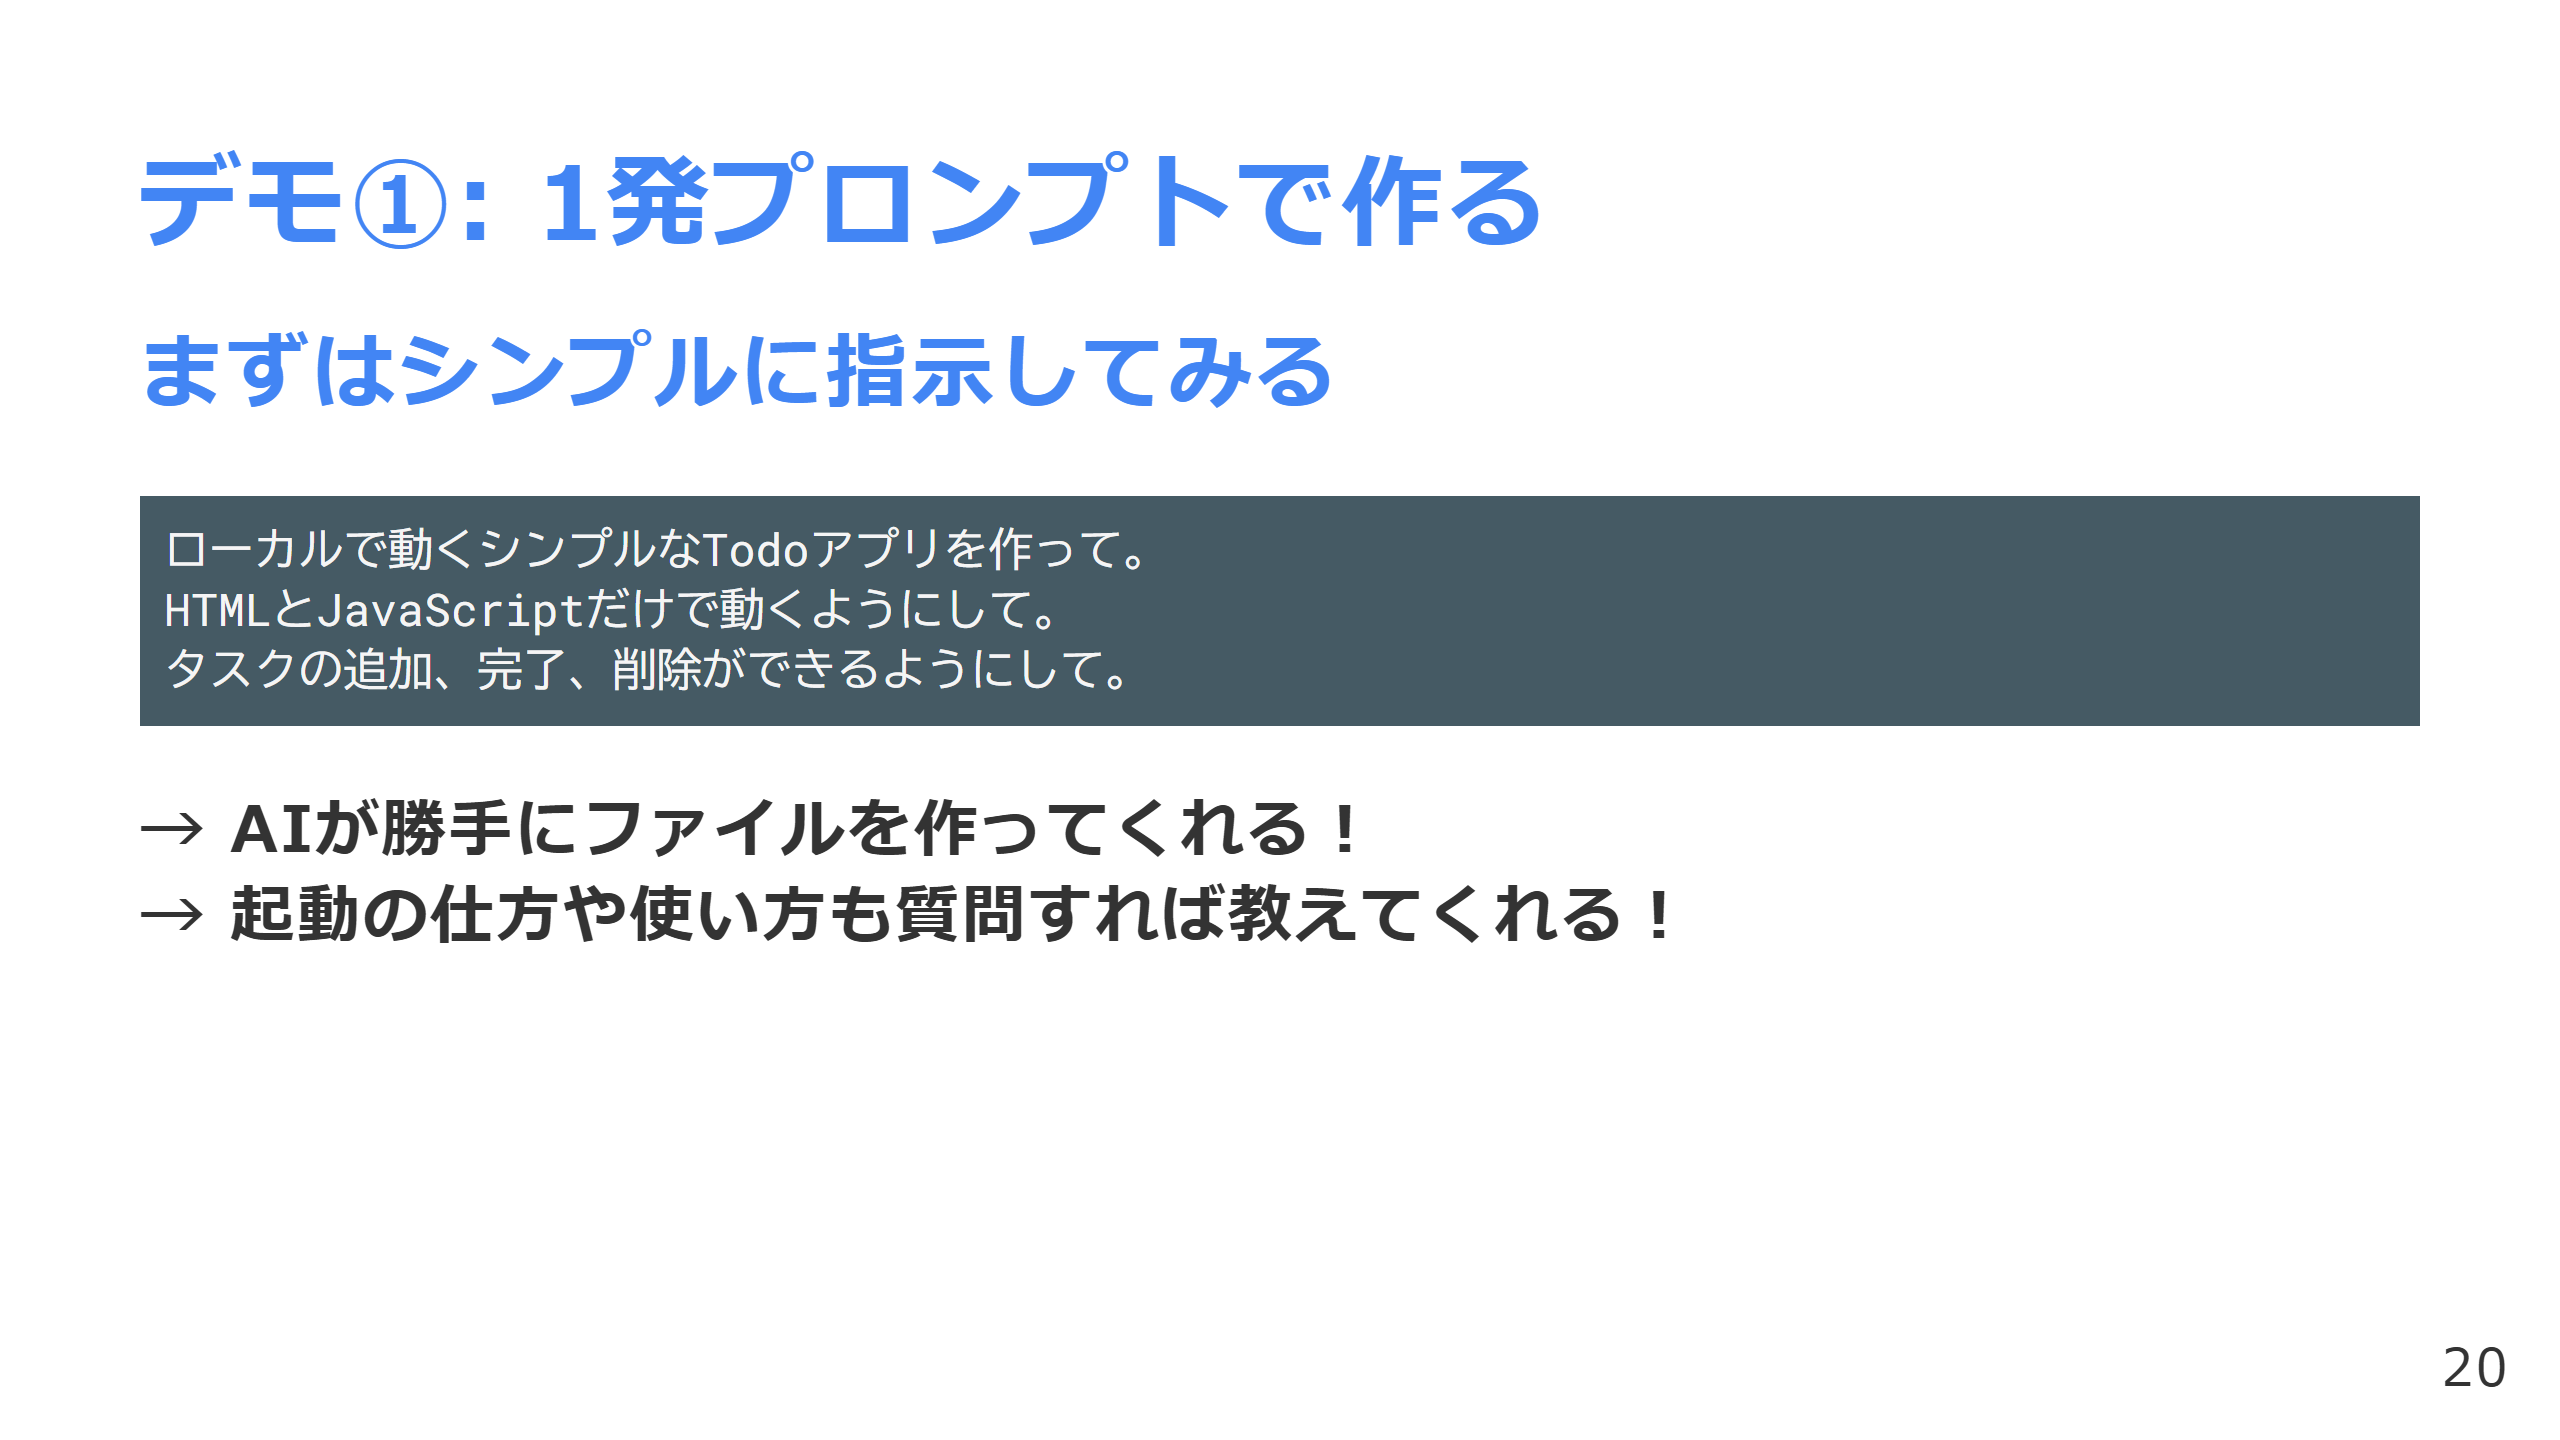 デモ①: 1発プロンプトで作る
まずはシンプルに指示してみる
ローカルで動くシンプルなTodoアプリを作って。
HTMLとJavaScriptだけで動くようにして。
タスクの追加、完了、削除ができるようにして。
→ AIが勝手にファイルを作ってくれる！
→ 起動の仕方や使い方も質問すれば教えてくれる！
20